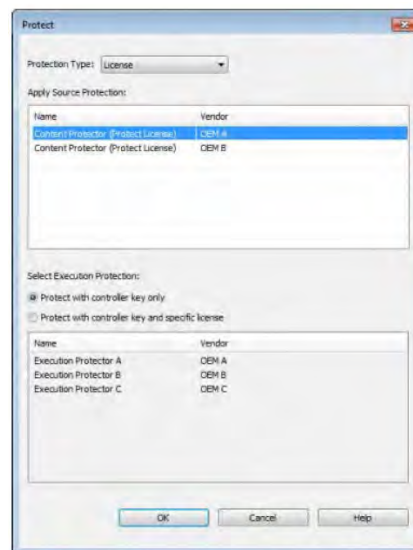 Protect
Protection Type: License
Apply Source Protection:
Name Vendor
Content Protector (Protect License) OEM A
Content Protector (Protect License) OEM B
Select Execution Protection:
Protect with controller key only
Protect with controller key and specific license
Name Vendor
Execution Protector A OEM A
Execution Protector B OEM B
Execution Protector C OEM C
OK Cancel Help